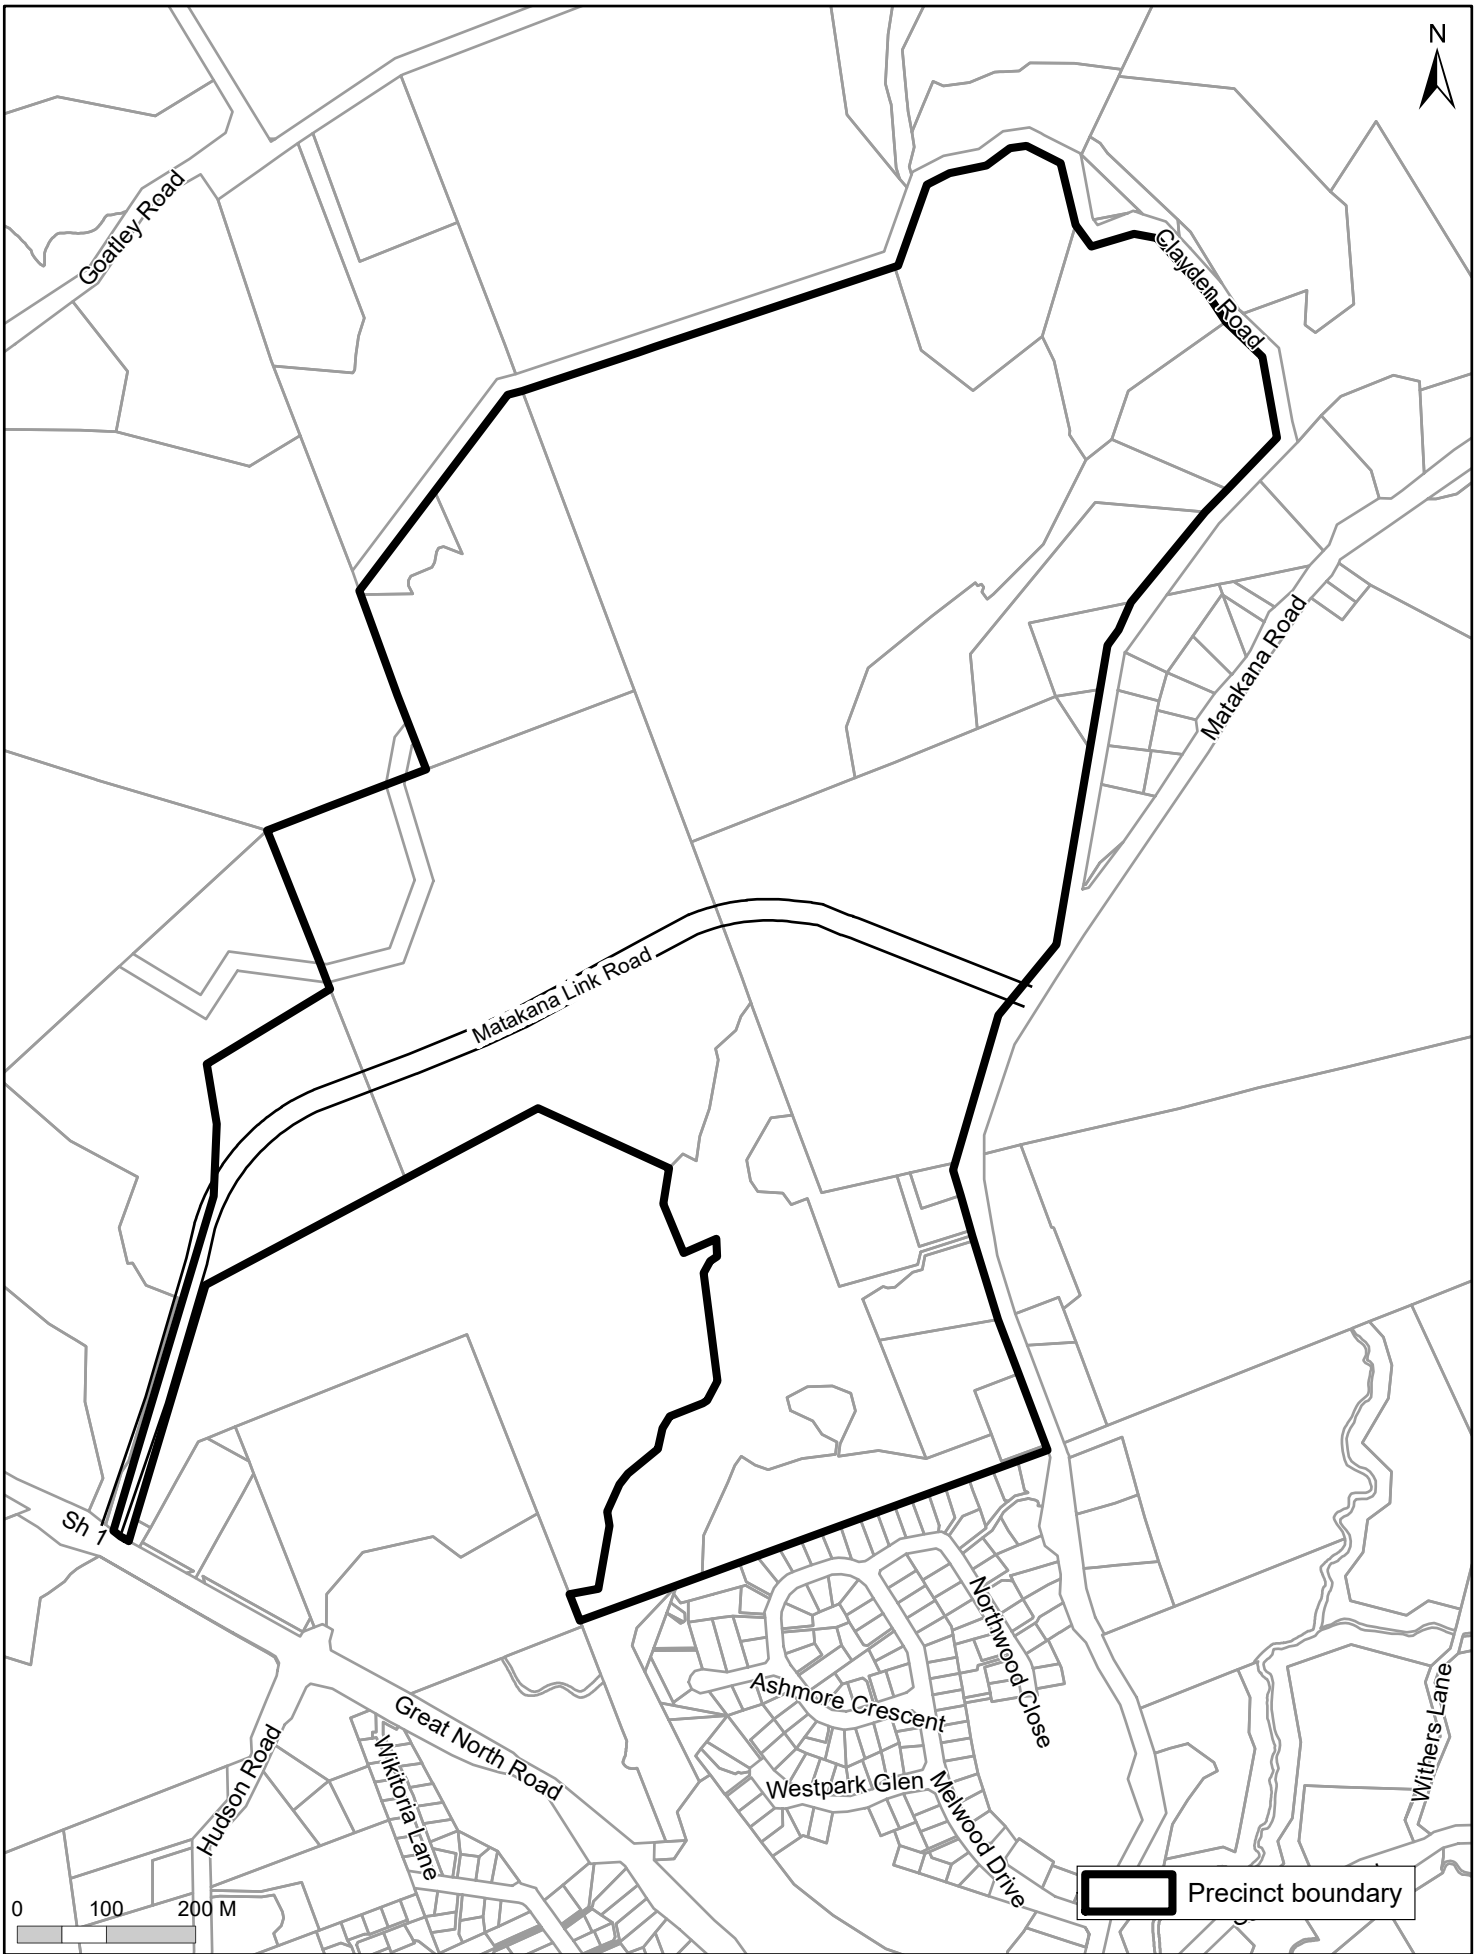 N
Goatley Road
Clayden Road
Matakana Road
Matakana Link Road
Sh 1
Northwood Close
Ashmore Crescent
Withers Lane
Great North Road
Hudson Road
Wikitoria Lane
Westpark Glen
Melwood Drive
Precinct boundary
0 100 200 M